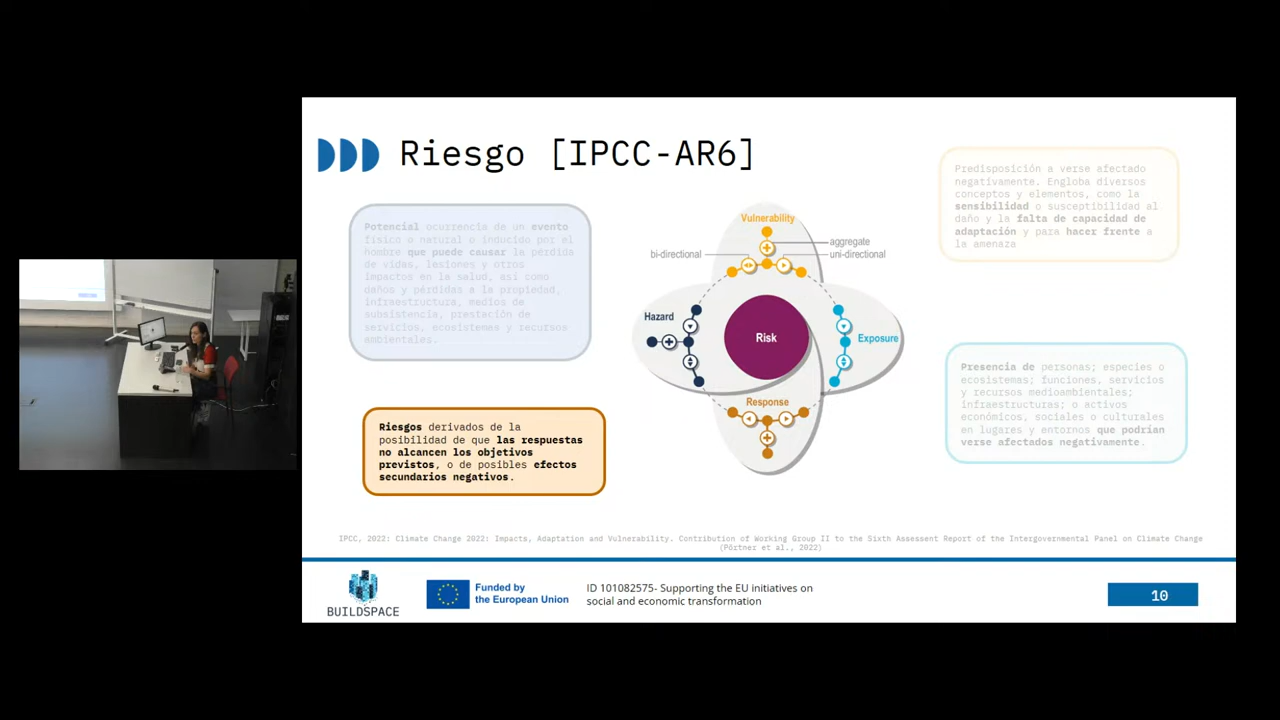 Riesgo [IPCC-AR6]
Potencial ocurrencia de un evento
físico o natural o inducido por el
hombre que puede causar la pérdida
de vidas, lesiones y otros
impactos en la salud, así como
daños y pérdidas a la propiedad,
infraestructura, medios de
subsistencia, prestación de
servicios, ecosistemas y recursos
ambientales.
Riesgos derivados de la
posibilidad de que las respuestas
no alcancen los objetivos
previstos, o de posibles efectos
secundarios negativos.
Vulnerability
aggregate
bi-directional
uni-directional
Hazard
Risk
Exposure
Response
Predisposición a verse afectado
negativamente. Engloba diversos
conceptos y elementos, como la
sensibilidad o susceptibilidad al
daño y la falta de capacidad de
adaptación y para hacer frente a
la amenaza
Presencia de personas; especies o
ecosistemas; funciones, servicios
y recursos medioambientales;
infraestructuras; o activos
económicos, sociales o culturales
en lugares y entornos que podrían
verse afectados negativamente.
IPCC, 2022: Climate Change 2022: Impacts, Adaptation and Vulnerability. Contribution of Working Group II to the Sixth Assessment Report of the Intergovernmental Panel on Climate Change
(Pörtner et al., 2022)
BUILDSPACE
Funded by
the European Union
ID 101082575- Supporting the EU initiatives on
social and economic transformation
10